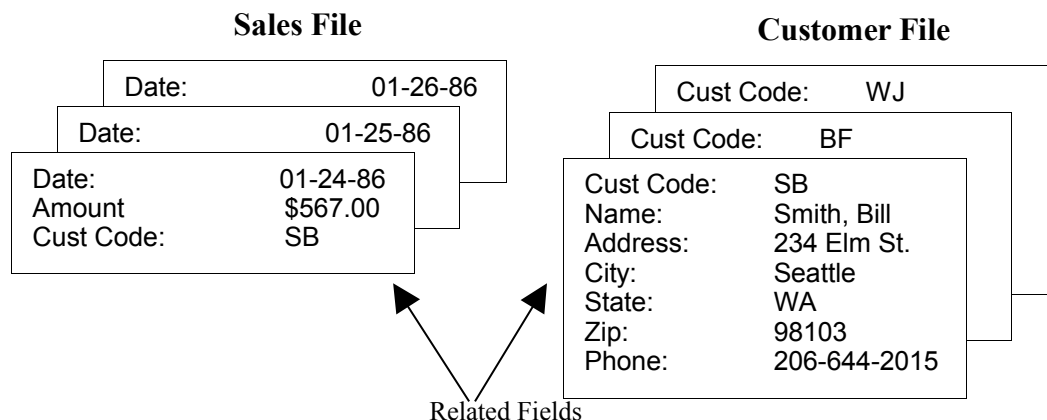 Sales File
Date: 01-26-86
Date: 01-25-86
Date: 01-24-86
Amount $567.00
Cust Code: SB
Customer File
Cust Code: WJ
Cust Code: BF
Cust Code: SB
Name: Smith, Bill
Address: 234 Elm St.
City: Seattle
State: WA
Zip: 98103
Phone: 206-644-2015
Related Fields